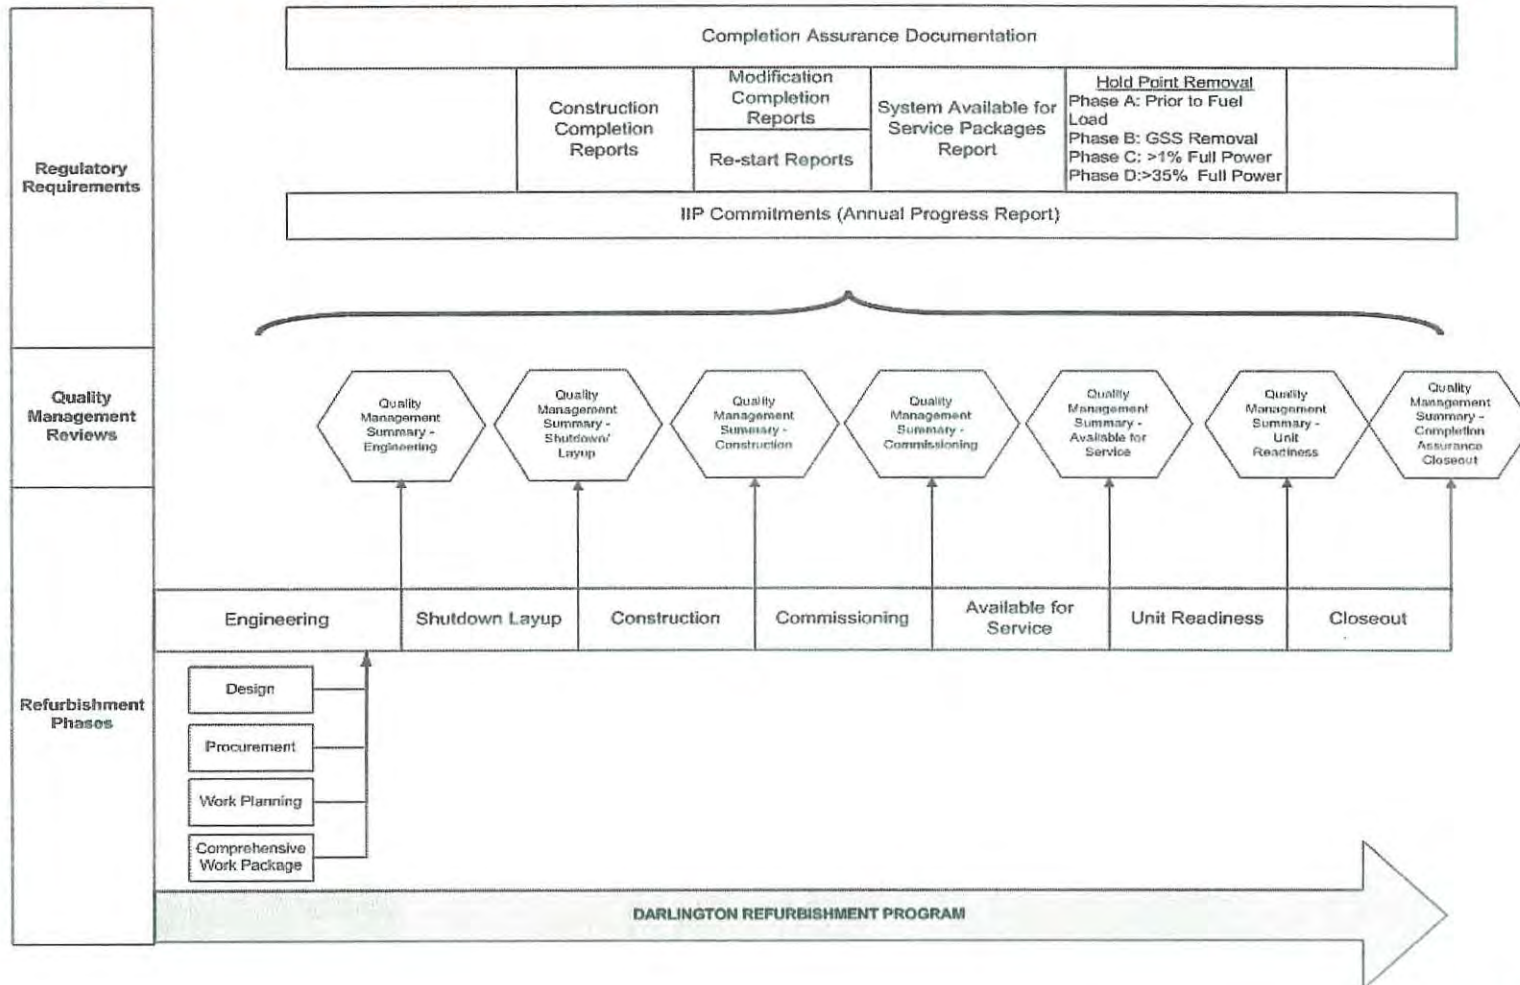 Regulatory
Requirements
Completion Assurance Documentation
Construction
Completion
Reports
Modification
Completion
Reports
Re-start Reports
System Available for
Service Packages
Report
Hold Point Removal
Phase A: Prior to Fuel
Load
Phase B: GSS Removal
Phase C: >1% Full Power
Phase D:>35% Full Power
IIP Commitments (Annual Progress Report)
Quality
Management
Reviews
Quality
Management
Summary -
Engineering
Quality
Management
Summary -
Shutdown/
Layup
Quality
Management
Summary -
Construction
Quality
Management
Summary -
Commissioning
Quality
Management
Summary -
Available for
Service
Quality
Management
Summary -
Unit
Readiness
Quality
Management
Summary -
Completion
Assurance
Closeout
Refurbishment
Phases
Engineering
Shutdown Layup
Construction
Commissioning
Available for
Service
Unit Readiness
Closeout
Design
Procurement
Work Planning
Comprehensive
Work Package
DARLINGTON REFURBISHMENT PROGRAM